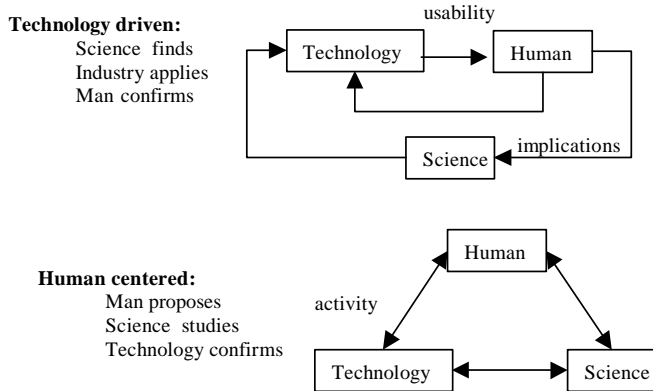 Technology driven:
Science finds
Industry applies
Man confirms
usability
Technology
Human
Science
implications
Human centered:
Man proposes
Science studies
Technology confirms
Human
activity
Technology
Science